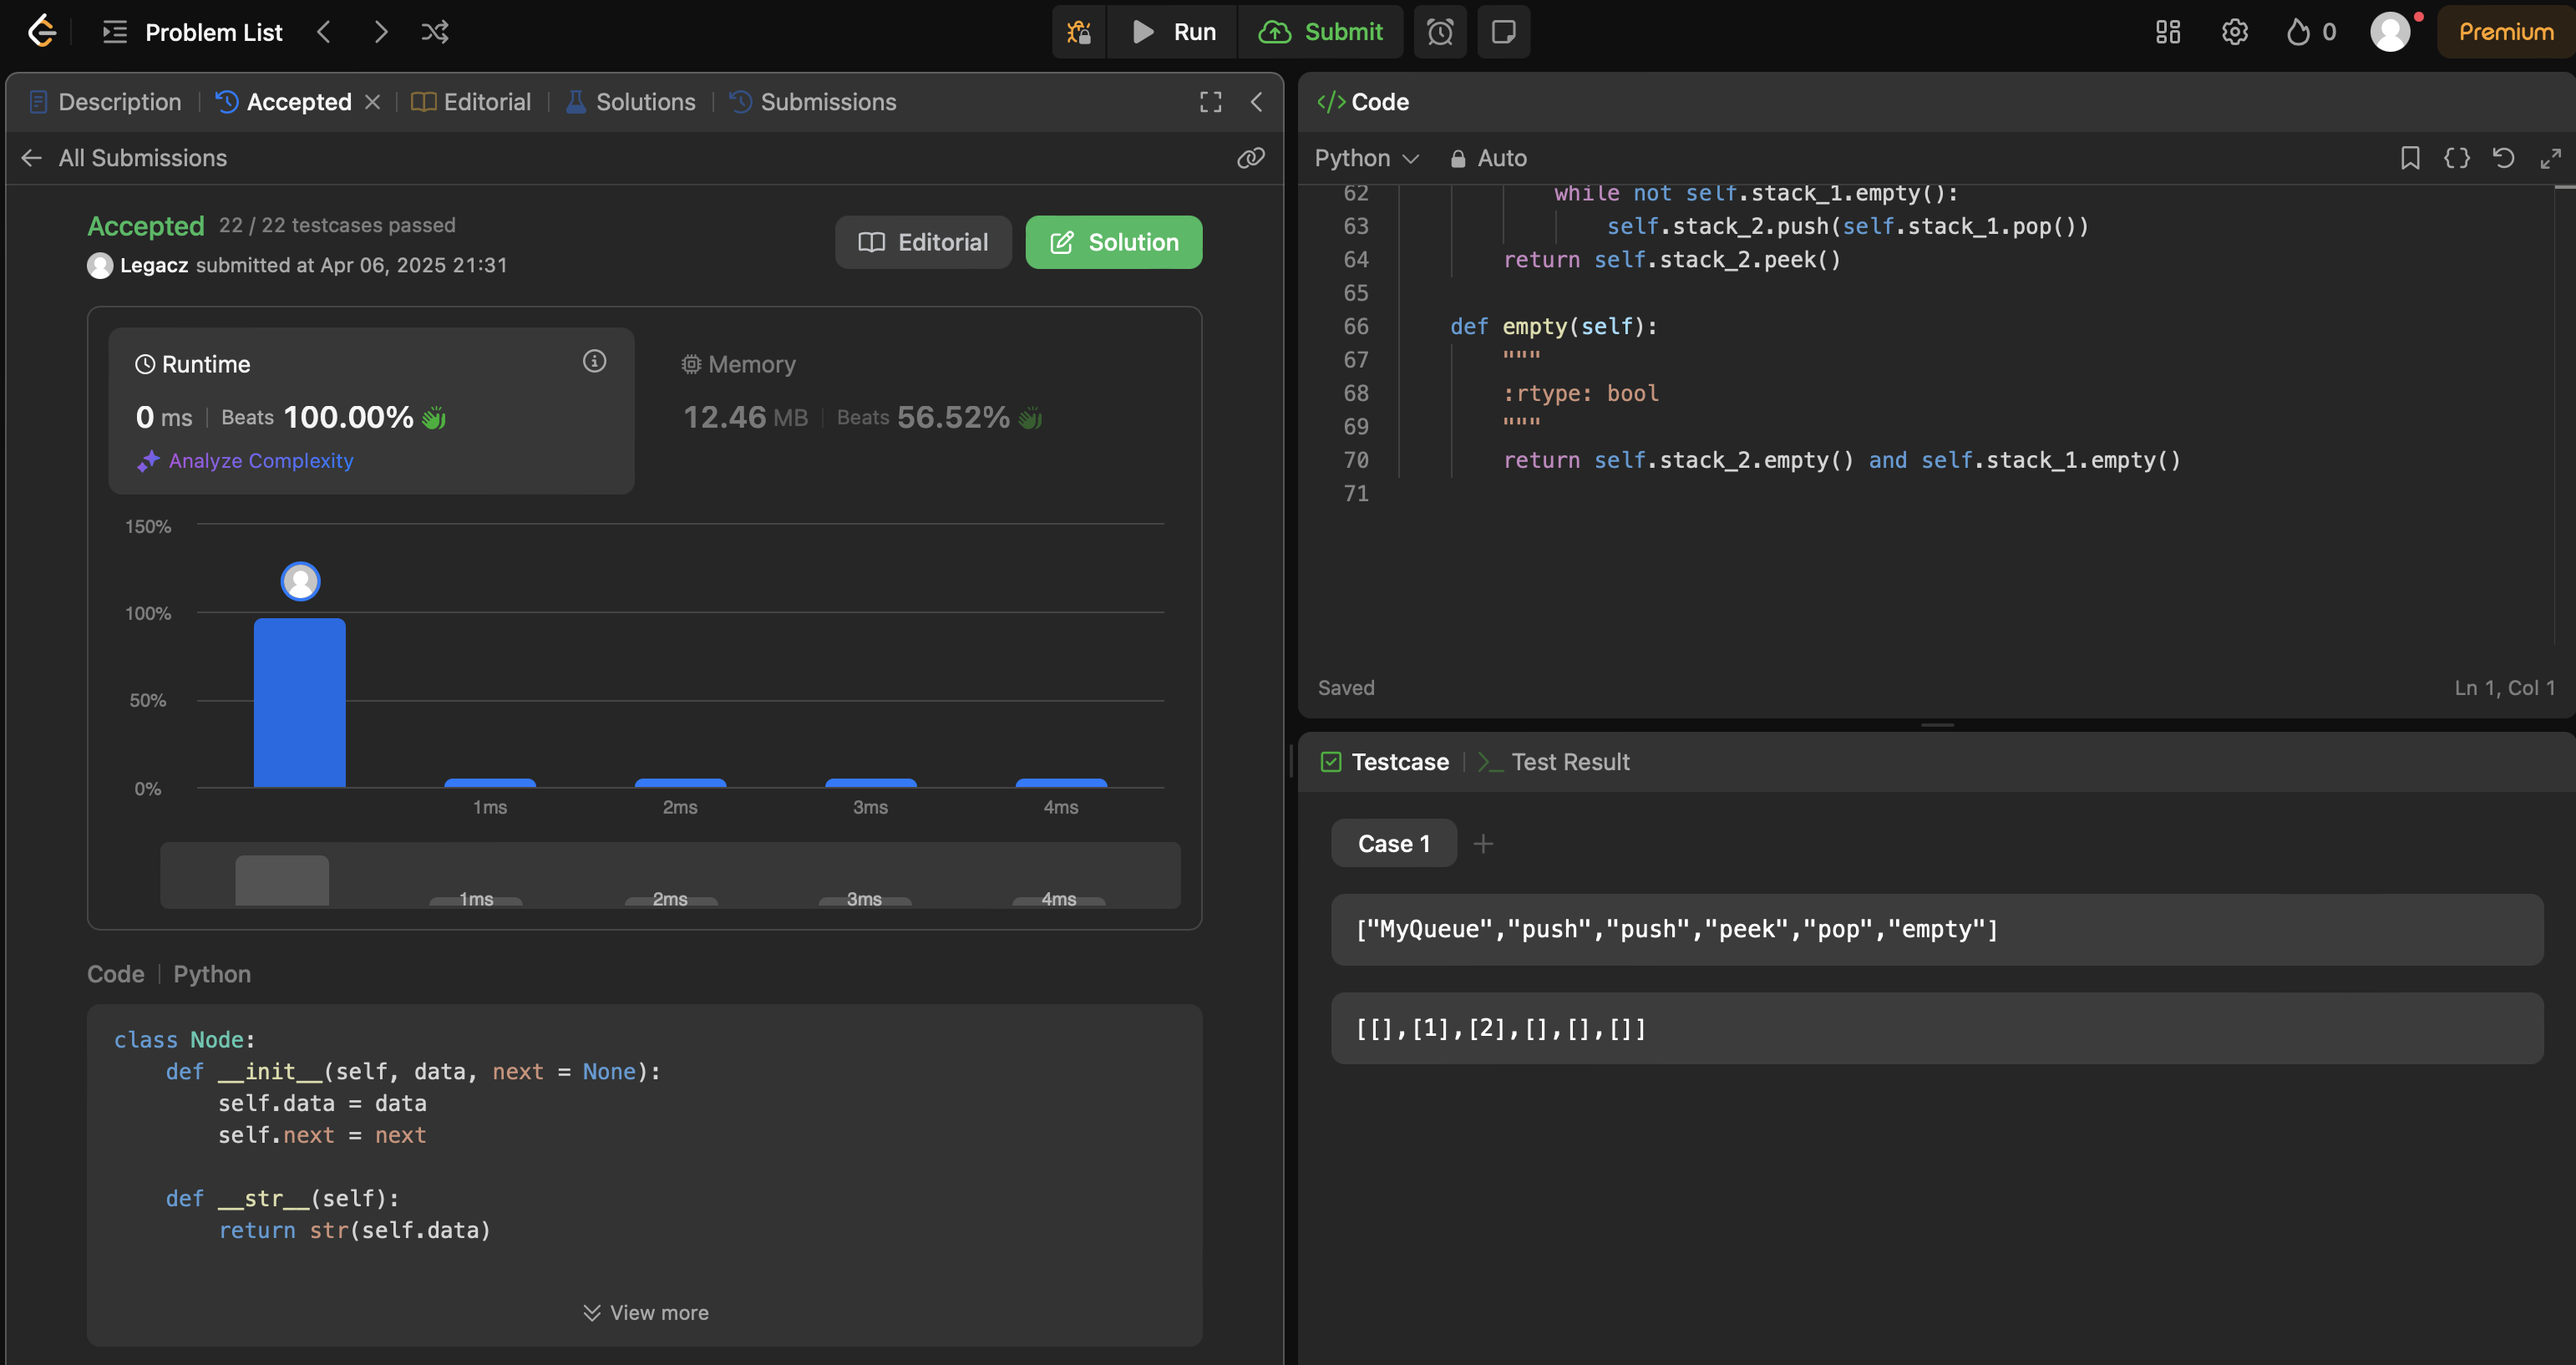 Problem List
Run
Submit
0
Premium
Description
Accepted
Editorial
Solutions
Submissions
All Submissions
Accepted 22 / 22 testcases passed
Legacz submitted at Apr 06, 2025 21:31
Editorial
Solution
Runtime
0 ms | Beats 100.00%
Analyze Complexity
Memory
12.46 MB | Beats 56.52%
150%
100%
50%
0%
1ms 2ms 3ms 4ms
1ms 2ms 3ms 4ms
Code | Python
class Node:
    def __init__(self, data, next = None):
        self.data = data
        self.next = next
    def __str__(self):
        return str(self.data)
View more
</> Code
Python
Auto
62 while not self.stack_1.empty():
63 self.stack_2.push(self.stack_1.pop())
64 return self.stack_2.peek()
65
66 def empty(self):
67 """
68 :rtype: bool
69 """
70 return self.stack_2.empty() and self.stack_1.empty()
71
Saved
Ln 1, Col 1
Testcase
>_ Test Result
Case 1 +
["MyQueue","push","push","peek","pop","empty"]
[[],[1],[2],[],[],[]]